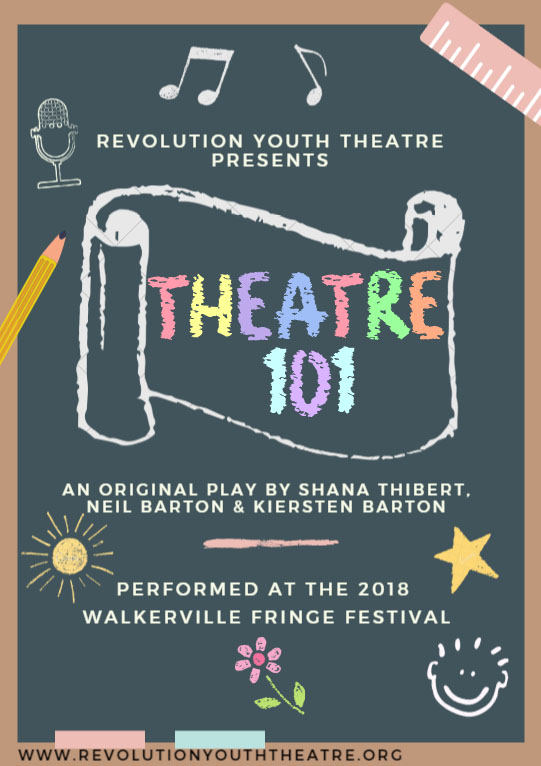 REVOLUTION YOUTH THEATRE
PRESENTS
THEATRE
101
AN ORIGINAL PLAY BY SHANA THIBERT,
NEIL BARTON & KIERSTEN BARTON
PERFORMED AT THE 2018
WALKERVILLE FRINGE FESTIVAL
WWW.REVOLUTIONYOUTHTHEATRE.ORG